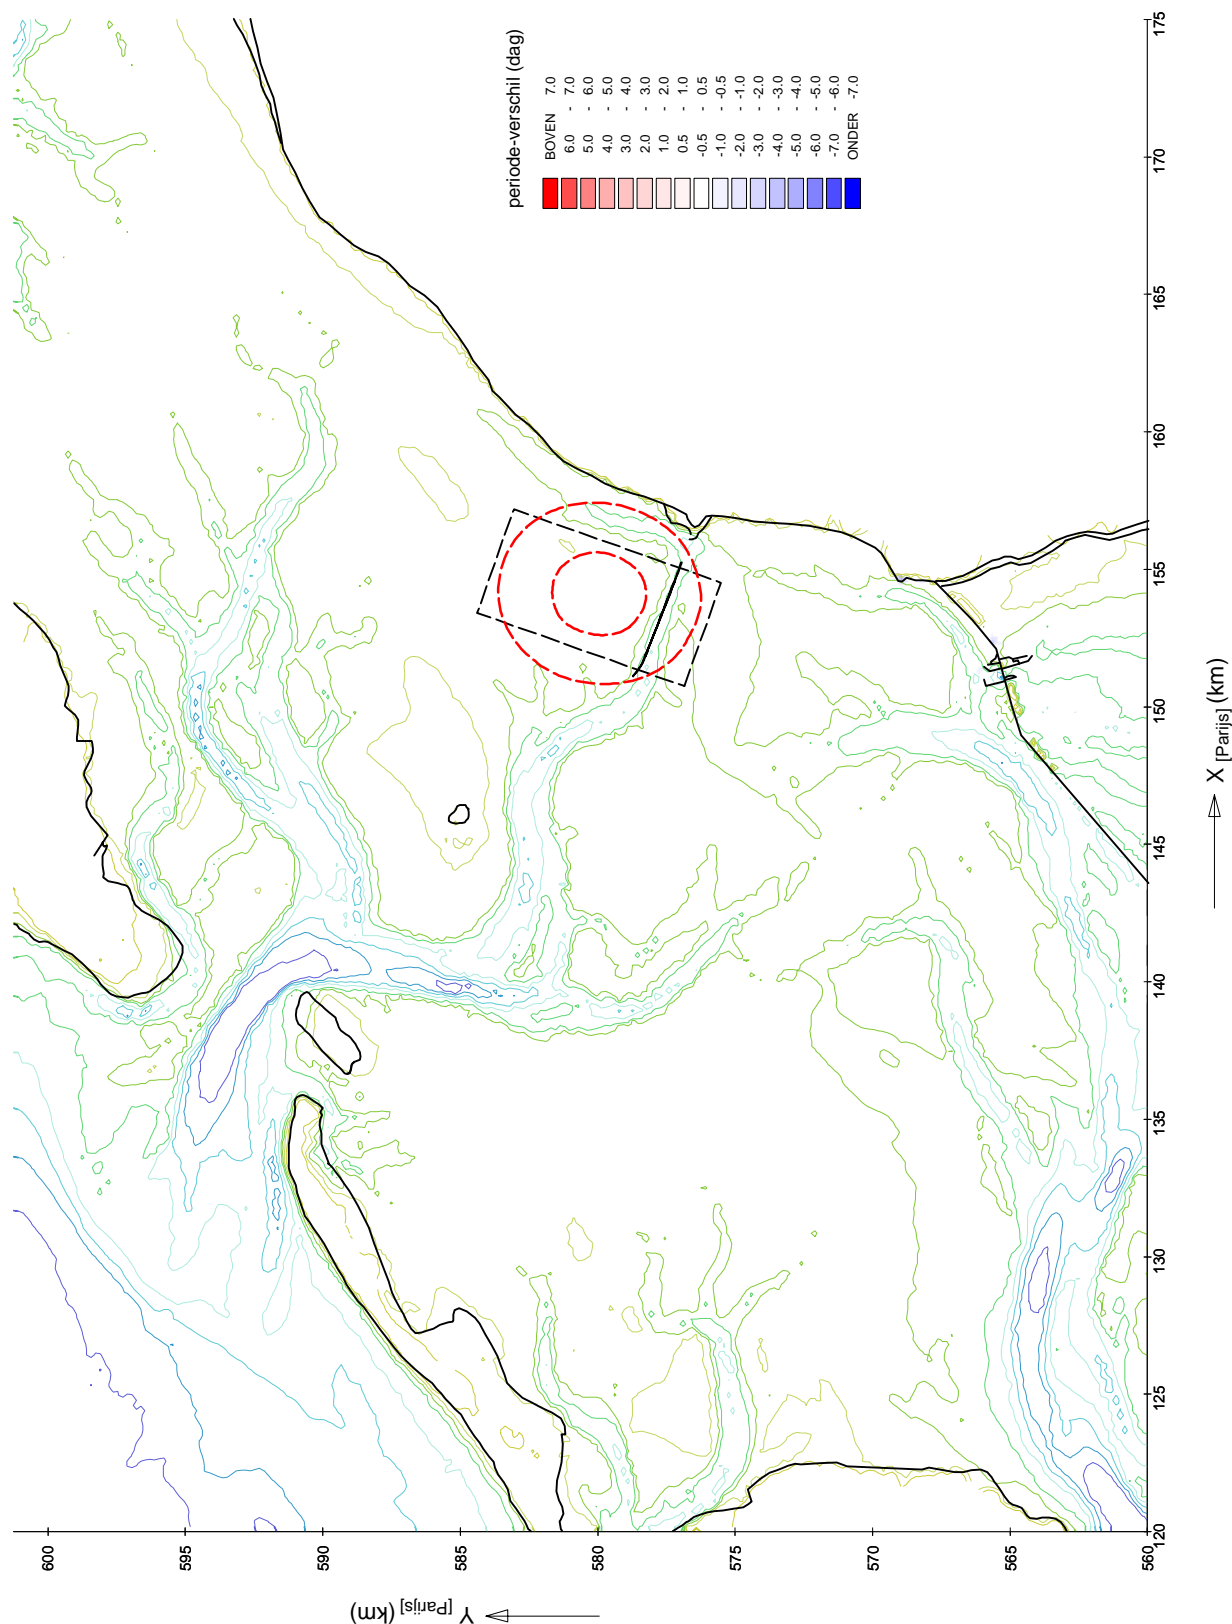 periode-verschil (dag)
BOVEN 7.0
6.0 - 7.0
5.0 - 6.0
4.0 - 5.0
3.0 - 4.0
2.0 - 3.0
1.0 - 2.0
0.5 - 1.0
-0.5 - 0.5
-1.0 - -0.5
-2.0 - -1.0
-3.0 - -2.0
-4.0 - -3.0
-5.0 - -4.0
-6.0 - -5.0
-7.0 - -6.0
ONDER -7.0
Y [Parijs] (km)
600
595
590
585
580
575
570
565
560
120
125
130
135
140
145
150
155
160
165
170
175
X [Parijs] (km)